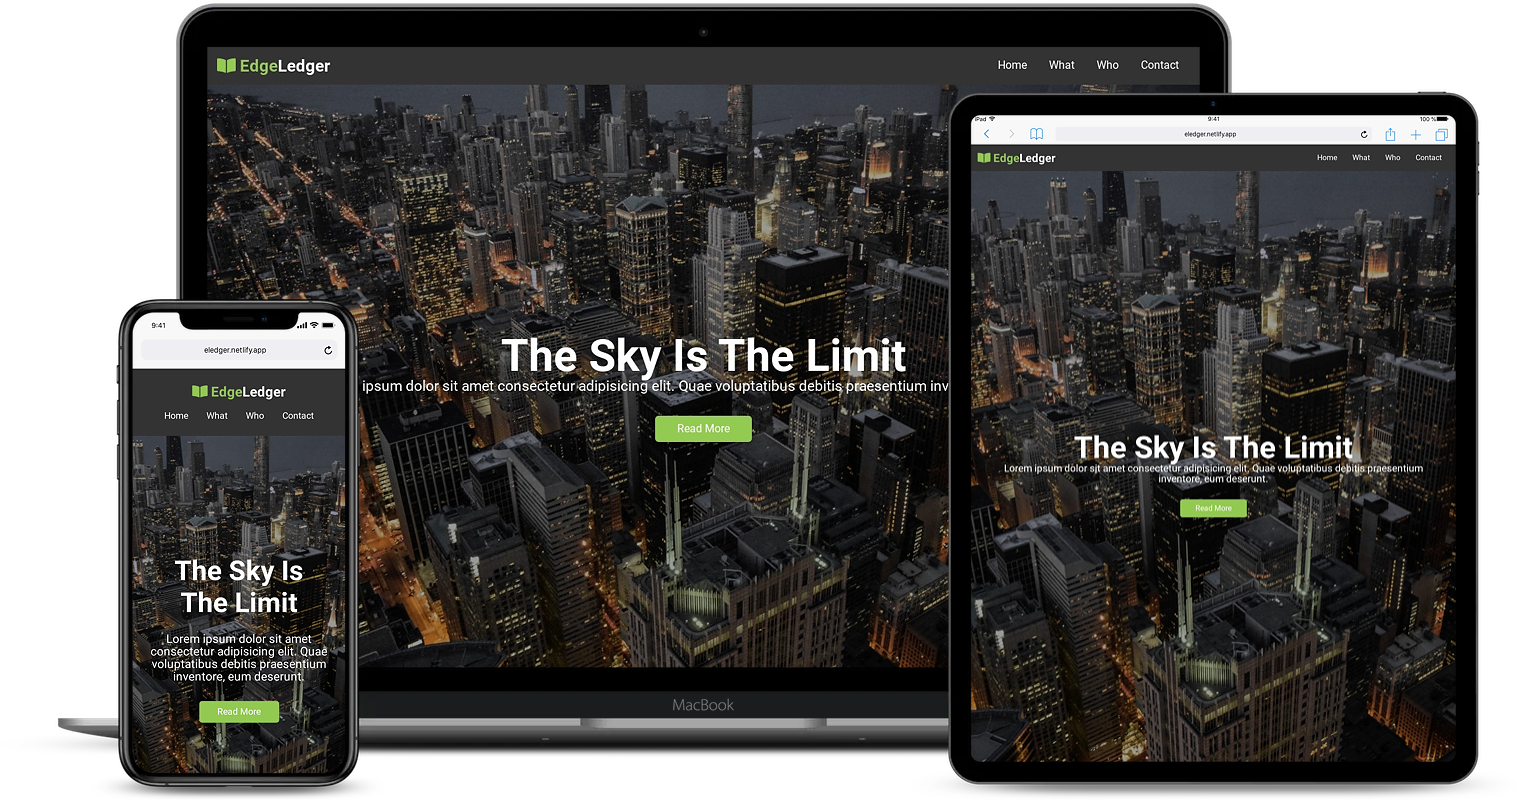 EdgeLedger
Home What Who Contact
The Sky Is The Limit
ipsum dolor sit amet consectetur adipisicing elit. Quae voluptatibus debitis praesentium inv
Read More
MacBook
9:41
eledger.netlify.app
EdgeLedger
Home What Who Contact
The Sky Is
The Limit
Lorem ipsum dolor sit amet
consectetur adipisicing elit. Quae
voluptatibus debitis praesentium
inventore, eum deserunt.
Read More
iPad 9:41 100 %
eledger.netlify.app
EdgeLedger
Home What Who Contact
The Sky Is The Limit
Lorem ipsum dolor sit amet consectetur adipisicing elit. Quae voluptatibus debitis praesentium
inventore, eum deserunt.
Read More